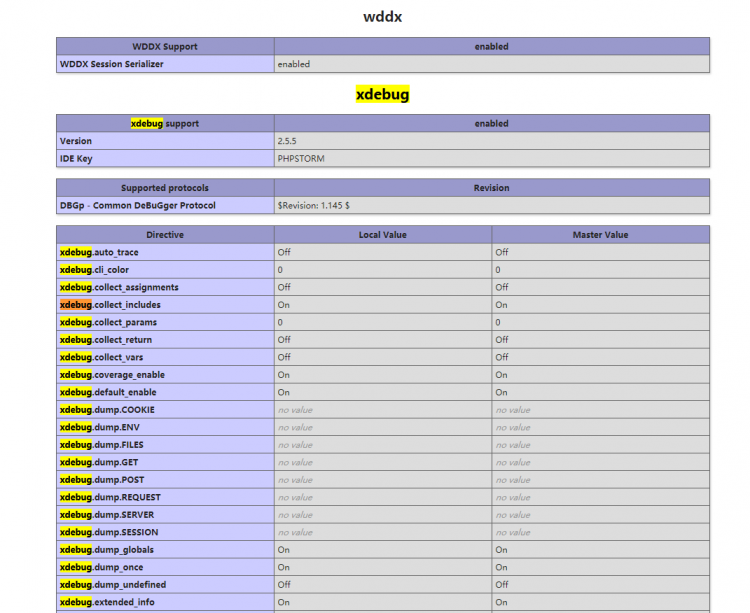 wddx
WDDX Support enabled
WDDX Session Serializer enabled
xdebug
xdebug support enabled
Version 2.5.5
IDE Key PHPSTORM
Supported protocols Revision
DBGp - Common DeBuGger Protocol $Revision: 1.145 $
Directive Local Value Master Value
xdebug.auto_trace Off Off
xdebug.cli_color 0 0
xdebug.collect_assignments Off Off
xdebug.collect_includes On On
xdebug.collect_params 0 0
xdebug.collect_return Off Off
xdebug.collect_vars Off Off
xdebug.coverage_enable On On
xdebug.default_enable On On
xdebug.dump.COOKIE no value no value
xdebug.dump.ENV no value no value
xdebug.dump.FILES no value no value
xdebug.dump.GET no value no value
xdebug.dump.POST no value no value
xdebug.dump.REQUEST no value no value
xdebug.dump.SERVER no value no value
xdebug.dump.SESSION no value no value
xdebug.dump_globals On On
xdebug.dump_once On On
xdebug.dump_undefined Off Off
xdebug.extended_info On On